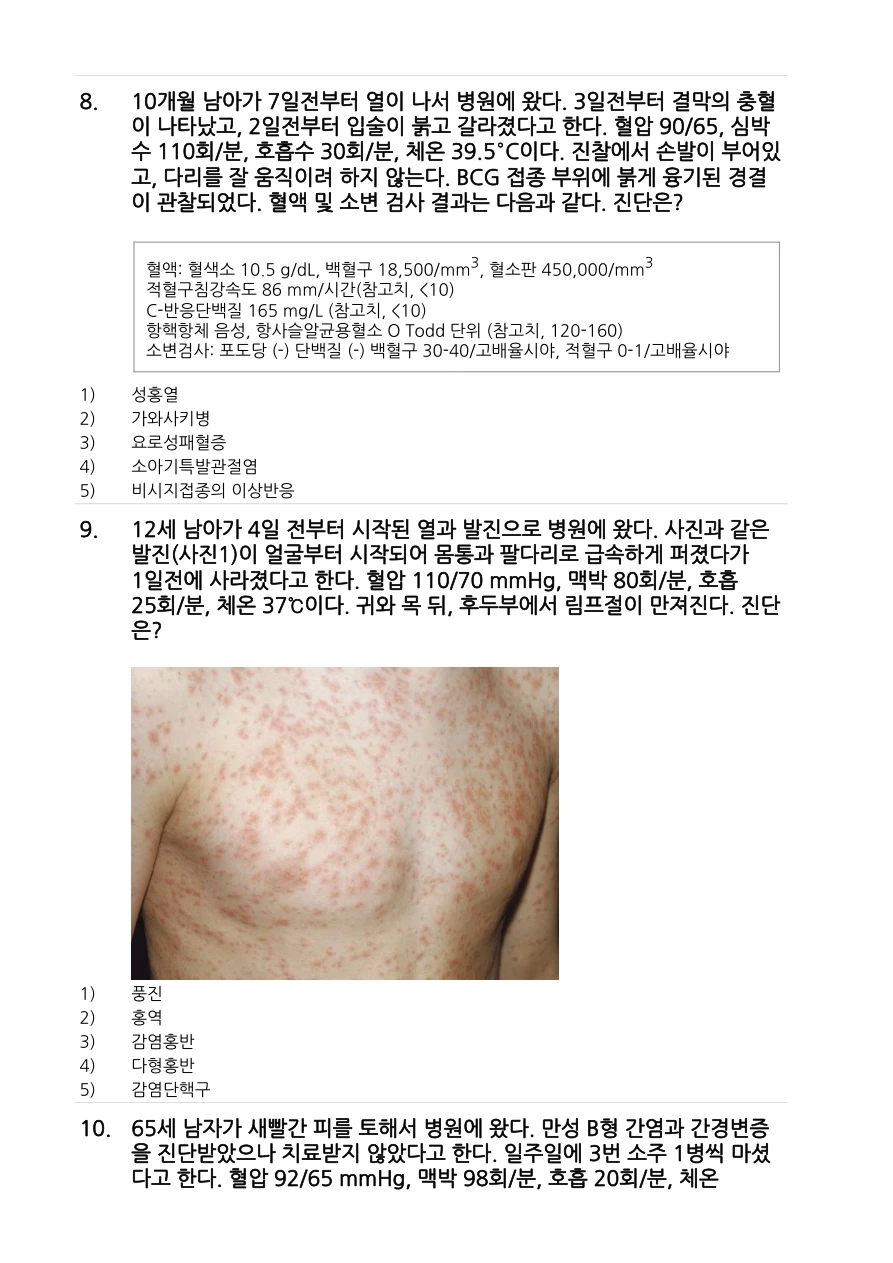 8. 10개월 남아가 7일전부터 열이 나서 병원에 왔다. 3일전부터 결막의 충혈
이 나타났고, 2일전부터 입술이 붉고 갈라졌다고 한다. 혈압 90/65, 심박
수 110회/분, 호흡수 30회/분, 체온 39.5°C이다. 진찰에서 손발이 부어있
고, 다리를 잘 움직이려 하지 않는다. BCG 접종 부위에 붉게 융기된 경결
이 관찰되었다. 혈액 및 소변 검사 결과는 다음과 같다. 진단은?
혈액: 혈색소 10.5 g/dL, 백혈구 18,500/mm³, 혈소판 450,000/mm³
적혈구침강속도 86 mm/시간(참고치, <10)
C-반응단백질 165 mg/L (참고치, <10)
항핵항체 음성, 항사슬알균용혈소 O Todd 단위 (참고치, 120-160)
소변검사: 포도당 (-) 단백질 (-) 백혈구 30-40/고배율시야, 적혈구 0-1/고배율시야
1) 성홍열
2) 가와사키병
3) 요로성패혈증
4) 소아기특발관절염
5) 비시지접종의 이상반응
9. 12세 남아가 4일 전부터 시작된 열과 발진으로 병원에 왔다. 사진과 같은
발진(사진1)이 얼굴부터 시작되어 몸통과 팔다리로 급속하게 퍼졌다가
1일전에 사라졌다고 한다. 혈압 110/70 mmHg, 맥박 80회/분, 호흡
25회/분, 체온 37℃이다. 귀와 목 뒤, 후두부에서 림프절이 만져진다. 진단
은?
1) 풍진
2) 홍역
3) 감염홍반
4) 다형홍반
5) 감염단핵구
10. 65세 남자가 새빨간 피를 토해서 병원에 왔다. 만성 B형 간염과 간경변증
을 진단받았으나 치료받지 않았다고 한다. 일주일에 3번 소주 1병씩 마셨
다고 한다. 혈압 92/65 mmHg, 맥박 98회/분, 호흡 20회/분, 체온